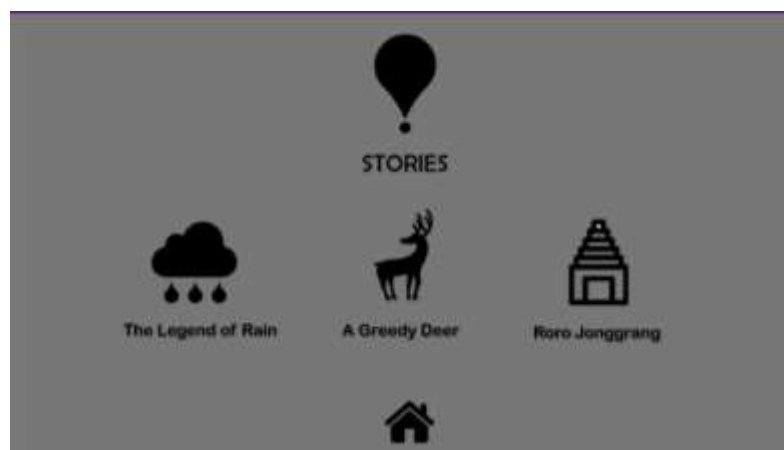 STORIES
The Legend of Rain
A Greedy Deer
Roro Jonggrang